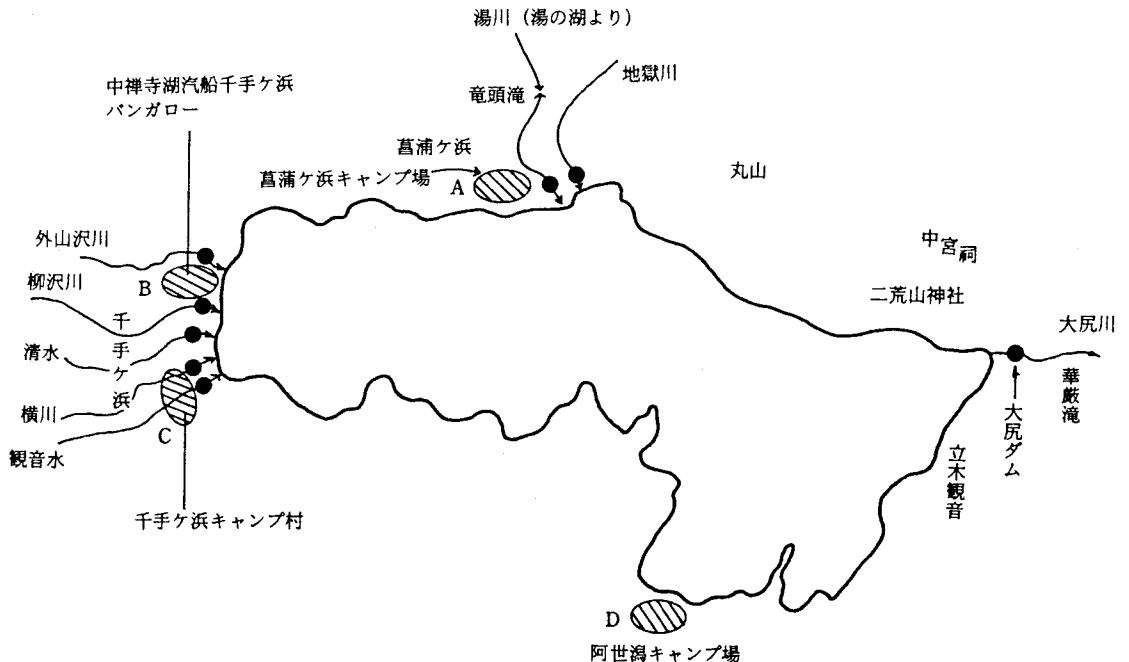 湯川（湯の湖より）
地獄川
中禅寺湖汽船千手ケ浜
バンガロー
竜頭滝
菖浦ケ浜
菖蒲ケ浜キャンプ場
A
丸山
外山沢川
中宮祠
柳沢川
B
二荒山神社
千手ケ浜
大尻川
清水
華厳滝
横川
大尻ダム
C
観音水
立木観音
千手ケ浜キャンプ村
D
阿世潟キャンプ場